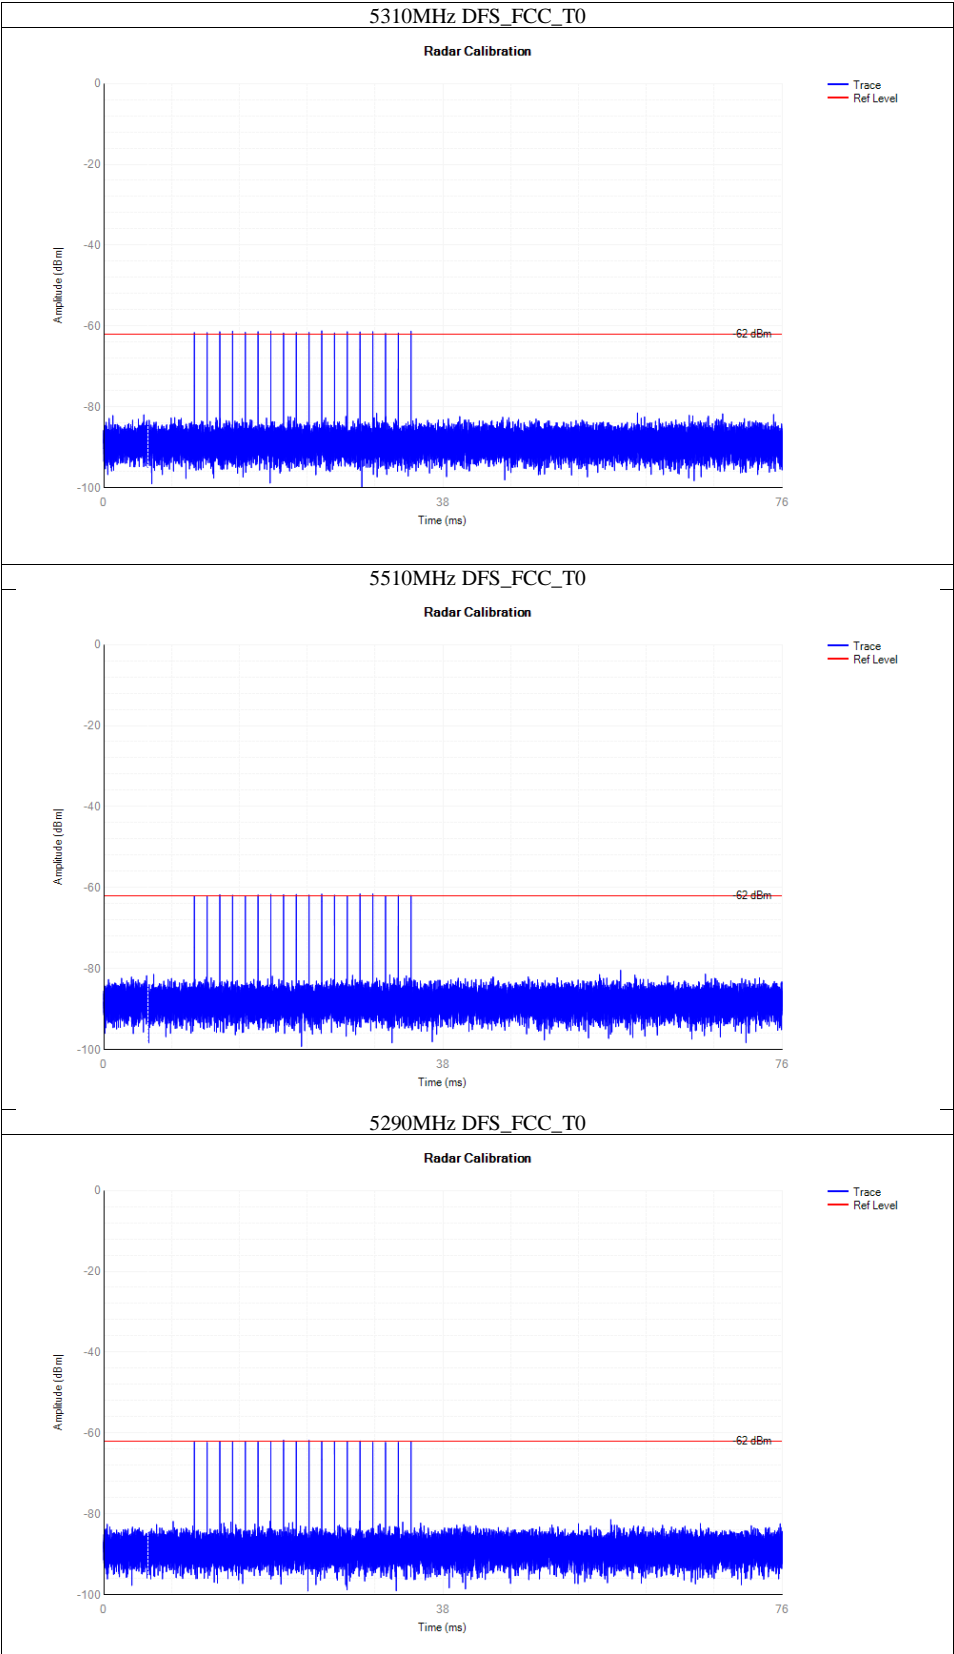 5310MHz DFS_FCC_T0
Radar Calibration
Trace
Ref Level
0
-20
-40
-60
-80
-100
Amplitude [dBm]
-62 dBm
0
38
76
Time (ms)
5510MHz DFS_FCC_T0
Radar Calibration
Trace
Ref Level
0
-20
-40
-60
-80
-100
Amplitude [dBm]
-62 dBm
0
38
76
Time (ms)
5290MHz DFS_FCC_T0
Radar Calibration
Trace
Ref Level
0
-20
-40
-60
-80
-100
Amplitude [dBm]
-62 dBm
0
38
76
Time (ms)